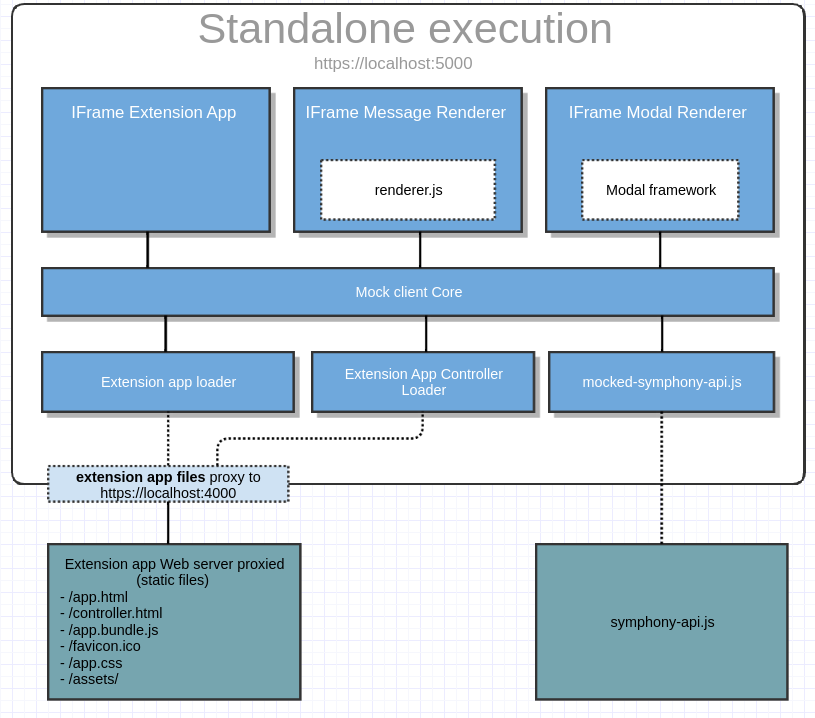 Standalone execution
https://localhost:5000
IFrame Extension App
IFrame Message Renderer
IFrame Modal Renderer
renderer.js
Modal framework
Mock client Core
Extension app loader
Extension App Controller
Loader
mocked-symphony-api.js
extension app files proxy to
https://localhost:4000
Extension app Web server proxied
(static files)
- /app.html
- /controller.html
- /app.bundle.js
- /favicon.ico
- /app.css
- /assets/
symphony-api.js